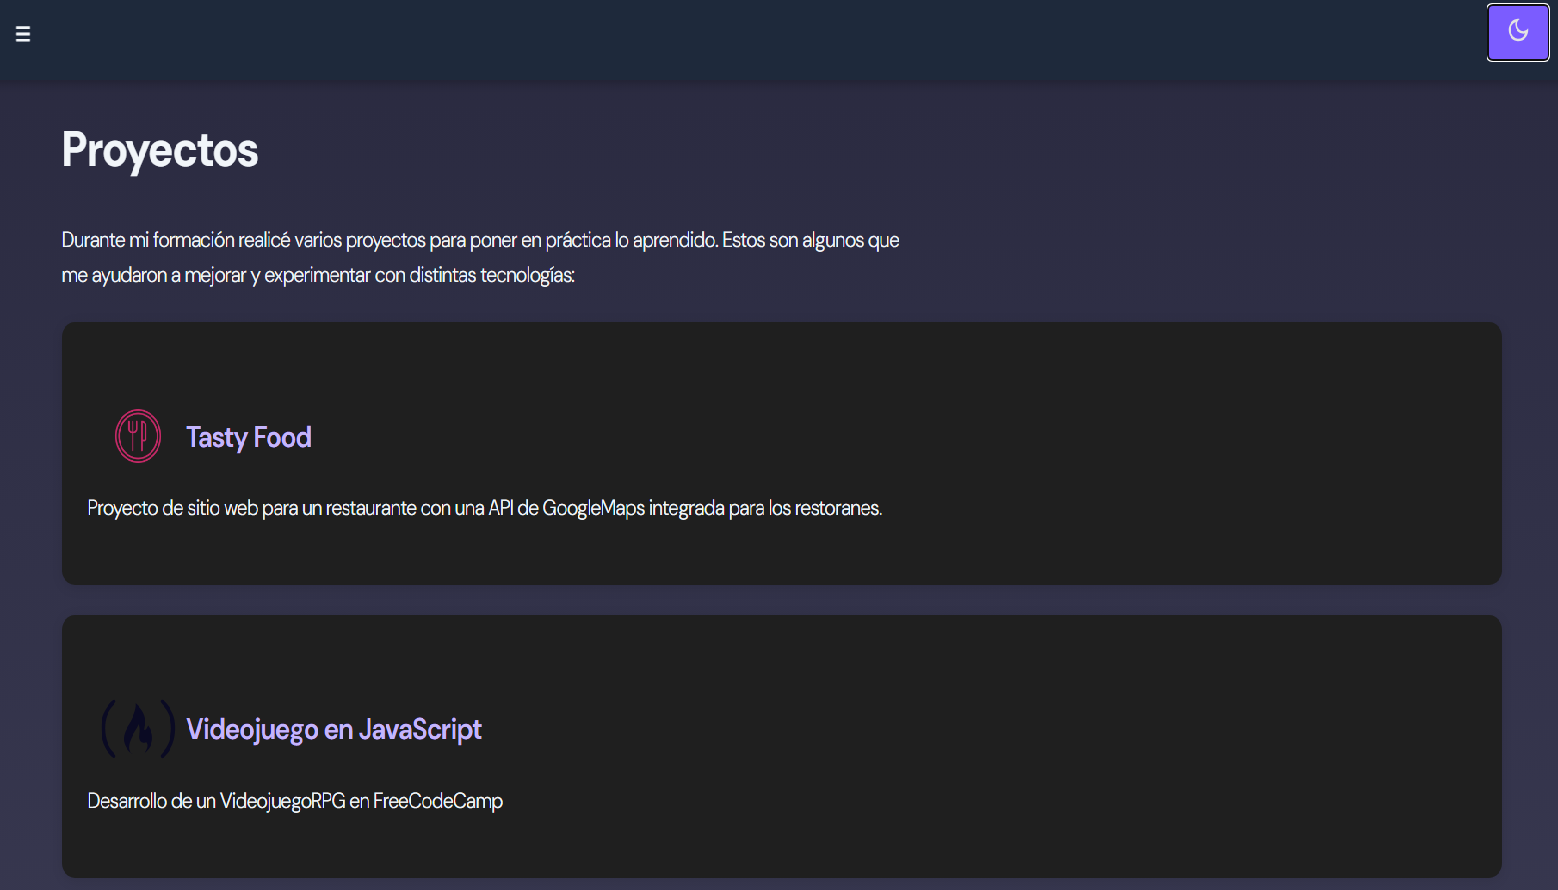 Proyectos
Durante mi formación realicé varios proyectos para poner en práctica lo aprendido. Estos son algunos que
me ayudaron a mejorar y experimentar con distintas tecnologías:
Tasty Food
Proyecto de sitio web para un restaurante con una API de GoogleMaps integrada para los restoranes.
Videojuego en JavaScript
Desarrollo de un VideojuegoRPG en FreeCodeCamp